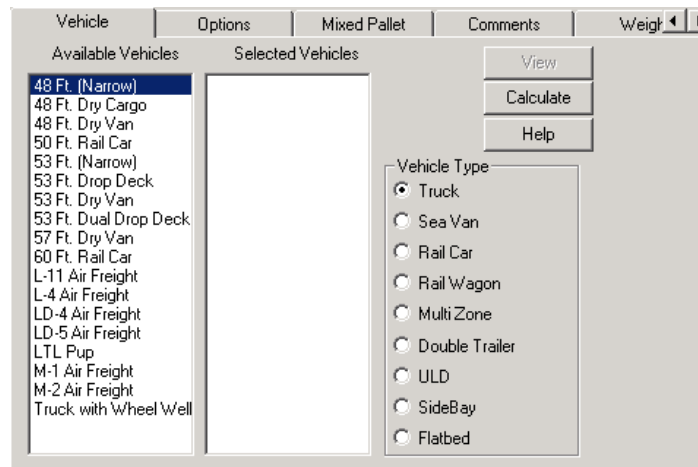 Vehicle Options Mixed Pallet Comments Weigh
Available Vehicles Selected Vehicles
48 Ft. (Narrow)
48 Ft. Dry Cargo
48 Ft. Dry Van
50 Ft. Rail Car
53 Ft. (Narrow)
53 Ft. Drop Deck
53 Ft. Dry Van
53 Ft. Dual Drop Deck
57 Ft. Dry Van
60 Ft. Rail Car
L-11 Air Freight
L-4 Air Freight
LD-4 Air Freight
LD-5 Air Freight
LTL Pup
M-1 Air Freight
M-2 Air Freight
Truck with Wheel Well
View
Calculate
Help
Vehicle Type
Truck
Sea Van
Rail Car
Rail Wagon
Multi Zone
Double Trailer
ULD
SideBay
Flatbed